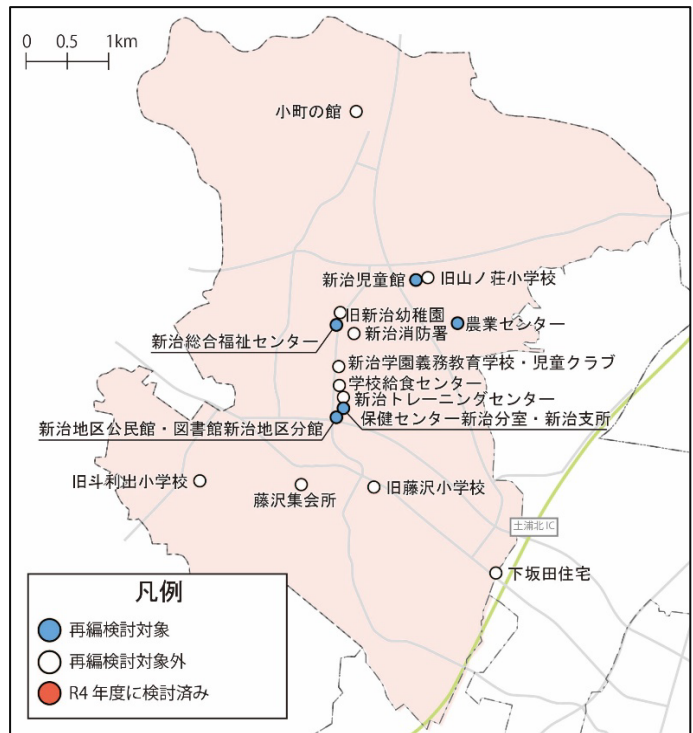 0 0.5 1km
小町の館
新治児童館
旧山ノ荘小学校
旧新治幼稚園
農業センター
新治消防署
新治総合福祉センター
新治学園義務教育学校・児童クラブ
学校給食センター
新治トレーニングセンター
保健センター新治分室・新治支所
新治地区公民館・図書館新治地区分館
旧斗利出小学校
藤沢集会所
旧藤沢小学校
土浦北IC
下坂田住宅
凡例
再編検討対象
再編検討対象外
R4年度に検討済み